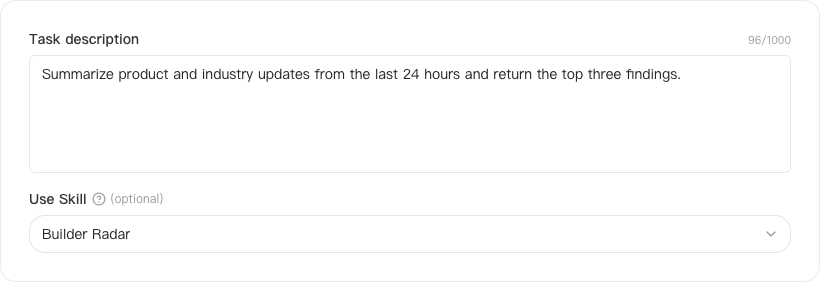 Task description
96/1000
Summarize product and industry updates from the last 24 hours and return the top three findings.
Use Skill ? (optional)
Builder Radar